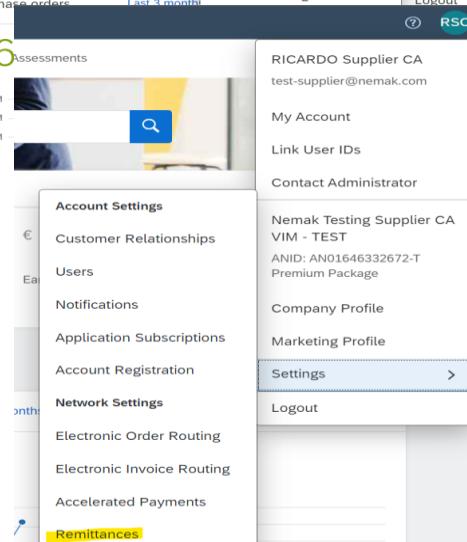 Last 3 months
Logout
RSC
6
Assessments
RICARDO Supplier CA
test-supplier@nemak.com
My Account
Link User IDs
Contact Administrator
Nemak Testing Supplier CA
VIM - TEST
ANID: AN01646332672-T
Premium Package
Company Profile
Marketing Profile
Settings
Logout
Account Settings
Customer Relationships
€
Users
Notifications
Application Subscriptions
Account Registration
Network Settings
Electronic Order Routing
Electronic Invoice Routing
Accelerated Payments
Remittances